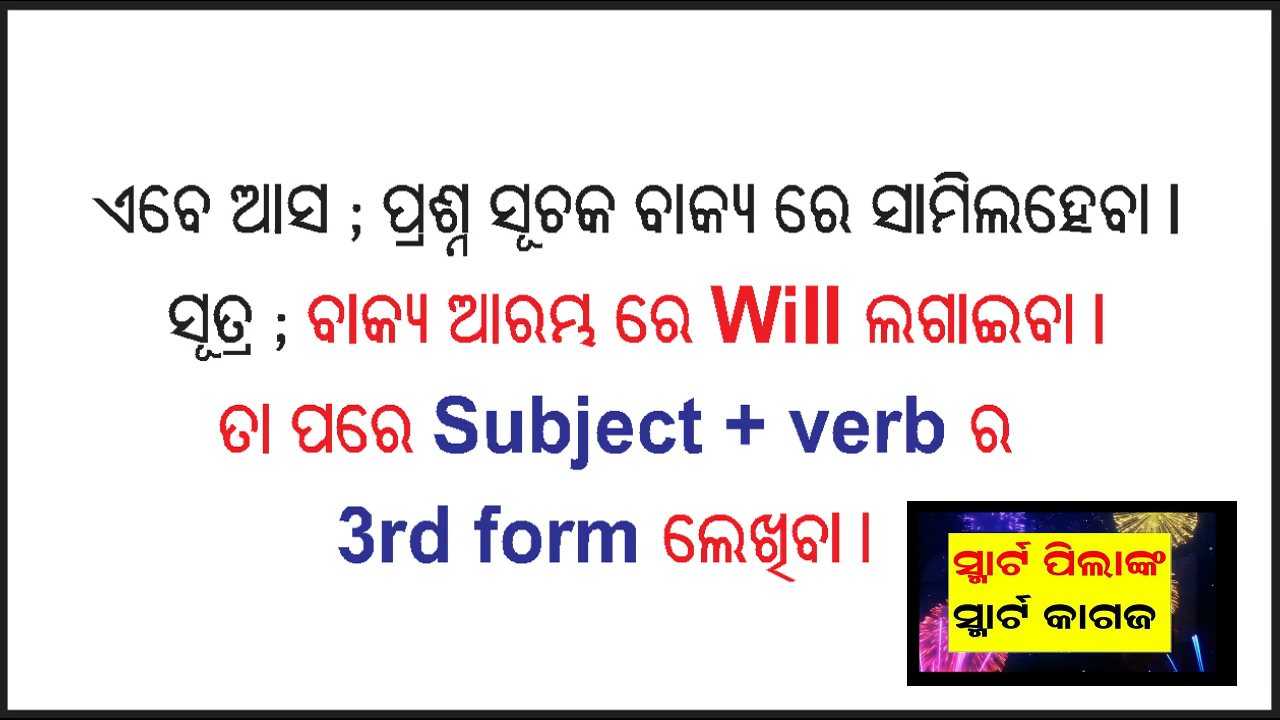 ଏବେ ଆସ ; ପ୍ରଶ୍ନ ସୂଚକ ବାକ୍ୟ ରେ ସାମିଲହେବା ।
ସୂତ୍ର ; ବାକ୍ୟ ଆରମ୍ଭ ରେ Will ଲଗାଇବା ।
ତା ପରେ Subject + verb ର
3rd form ଲେଖିବା ।
ସ୍ମାର୍ଟ ପିଲାଙ୍କ
ସ୍ମାର୍ଟ କାଗଜ